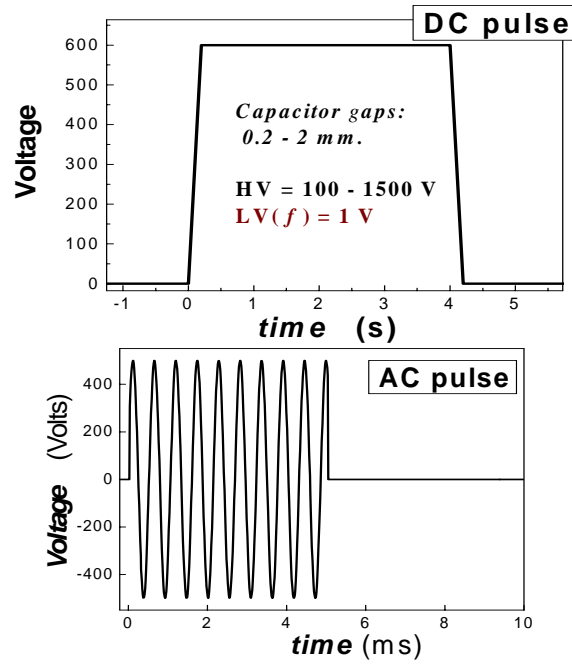 DC pulse
600
500
400
300
200
100
0
Voltage
Capacitor gaps:
0.2 - 2 mm.
HV = 100 - 1500 V
LV(f) = 1 V
-1 0 1 2 3 4 5
time (s)
AC pulse
400
200
0
-200
-400
Voltage (Volts)
0 2 4 6 8 10
time (ms)